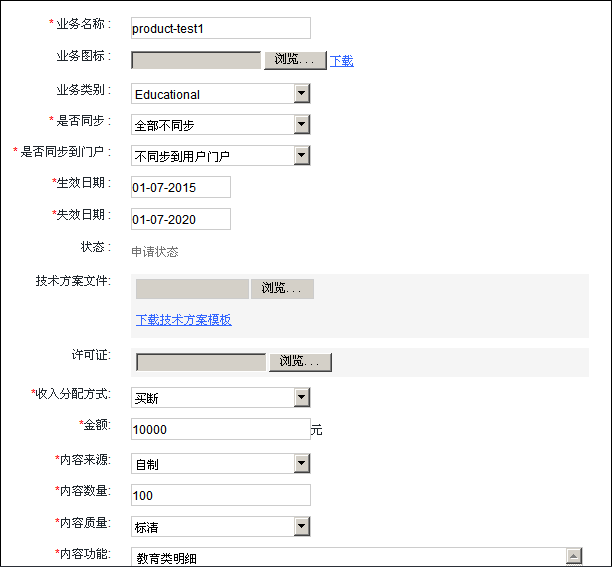 * 业务名称 : product-test1
业务图标 : 浏览... 下载
业务类别 : Educational
* 是否同步 : 全部不同步
* 是否同步到门户 : 不同步到用户门户
*生效日期 : 01-07-2015
*失效日期 : 01-07-2020
状态 : 申请状态
技术方案文件: 浏览...
下载技术方案模板
许可证: 浏览...
*收入分配方式: 买断
*金额: 10000 元
*内容来源: 自制
*内容数量: 100
*内容质量: 标清
*内容功能: 教育类明细